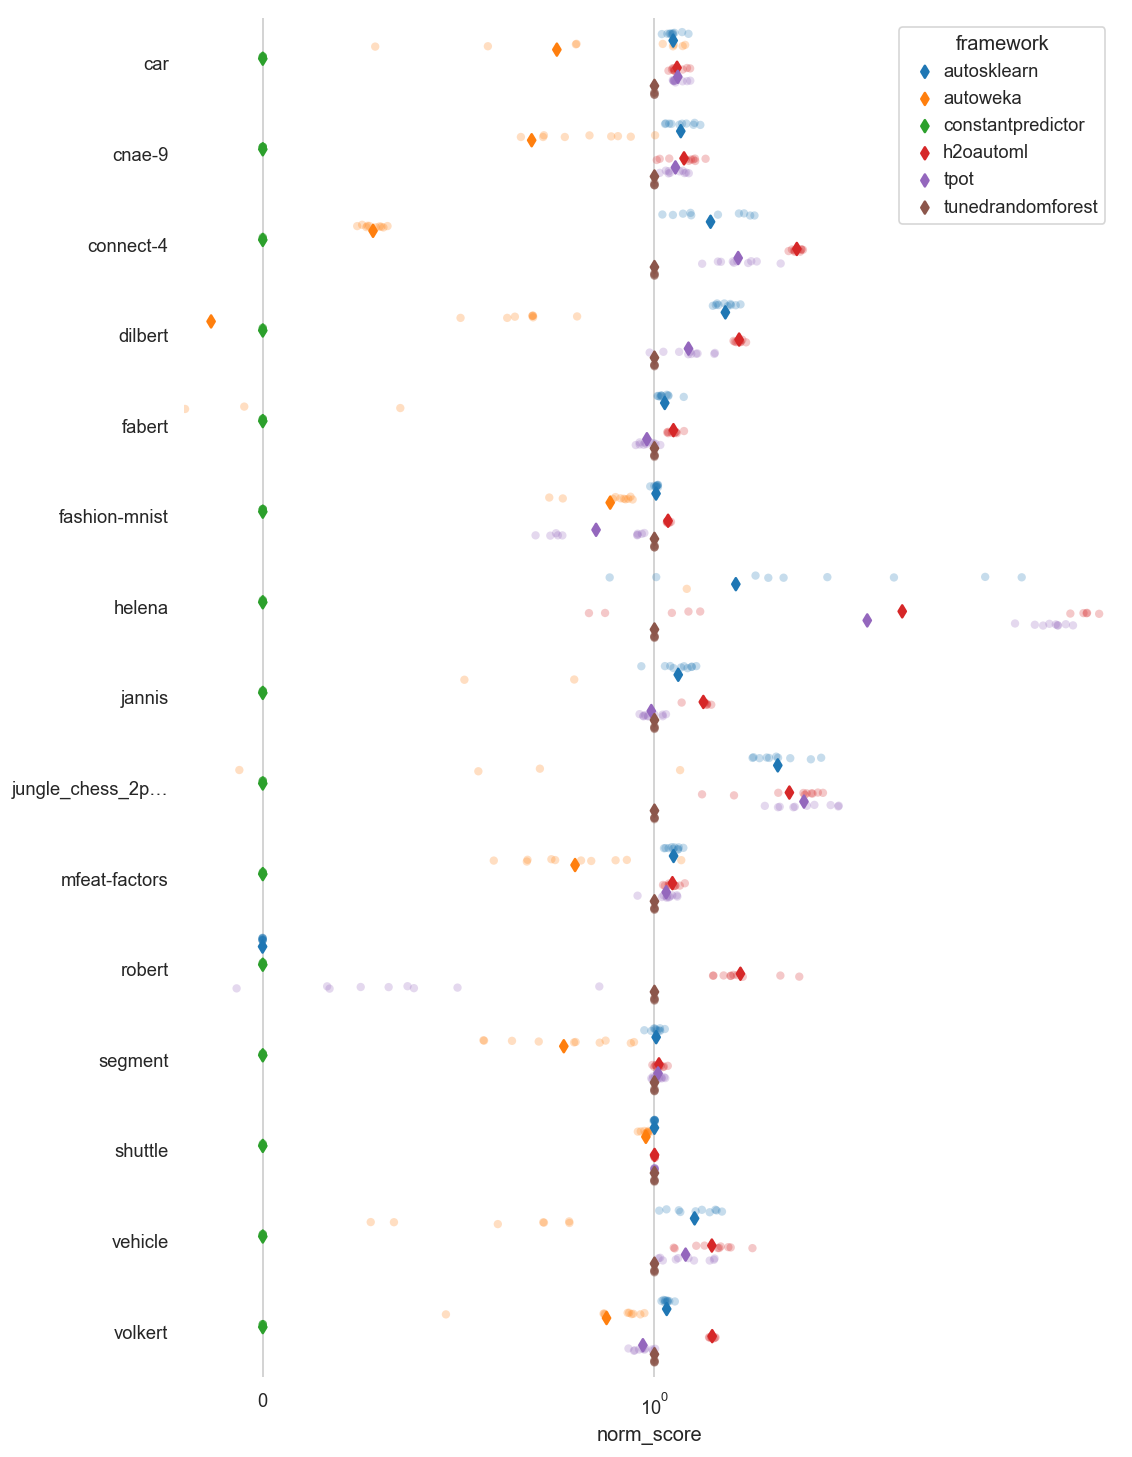 framework
autosklearn
autoweka
constantpredictor
h2oautoml
tpot
tunedrandomforest
car
cnae-9
connect-4
dilbert
fabert
fashion-mnist
helena
jannis
jungle_chess_2p…
mfeat-factors
robert
segment
shuttle
vehicle
volkert
0
10⁰
norm_score